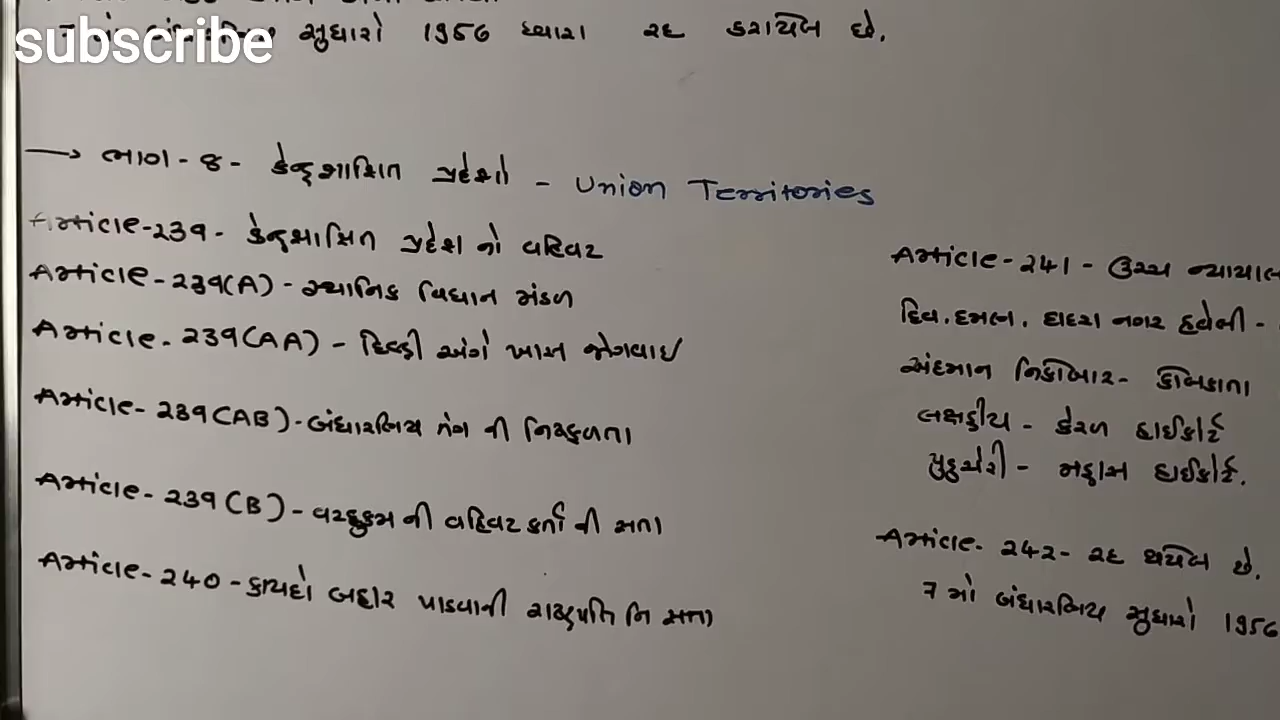 subscribe
સુધારો 1956 ધ્વારા રદ કરાયેલ છે.
→ ભાગ-8- કેન્દ્રશાસિત પ્રદેશો - Union Territories
Article-239- કેન્દ્રશાસિત પ્રદેશ નો વહિવટ
Article-239(A)-સ્થાનિક વિધાન મંડળ
Article-239(AA)-દિલ્હી અંગે ખાસ જોગવાઇ
Article-239(AB)-બંધારણિય તંત્ર ની નિષ્ફળતા
Article-239(B)-વટહુકમ ની વહિવટ કર્તા ની સતા
Article-240-કાયદો બહાર પાડવાની રાષ્ટ્રપતિ નિ સતા
Article-241-ઉચ્ચ
દિવ.દમણ. દાદરા નગર હવેલી -
અંદમાન નિકોબાર- કોલકાતા
લક્ષદ્વીપ - કેરળ હાઈકોર્ટ
પુડુચેરી - મદ્રાસ હાઈકોર્ટ.
Article-242- રદ થયેલ છે.
7 મો બંધારણિય સુધારો 1956